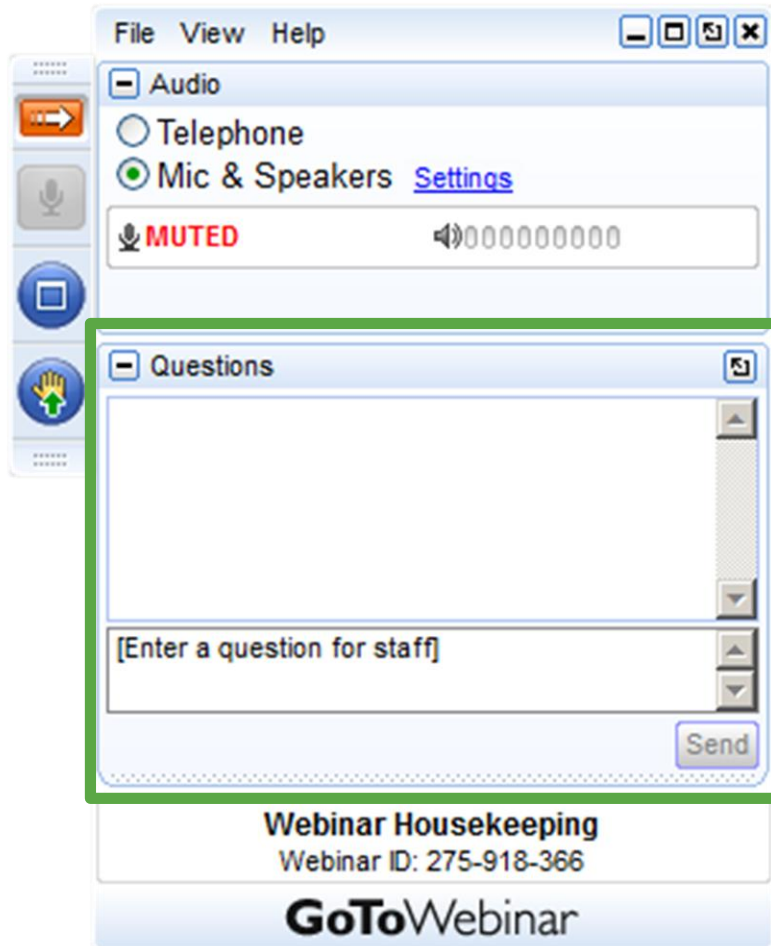 File View Help
Audio
Telephone
Mic & Speakers Settings
MUTED
Questions
[Enter a question for staff]
Send
Webinar Housekeeping
Webinar ID: 275-918-366
GoToWebinar